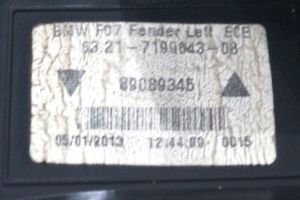 BMW F07 Fender Left ECE
63.21-7199643-08
89089345
05/01/2013 12:44:09 0015